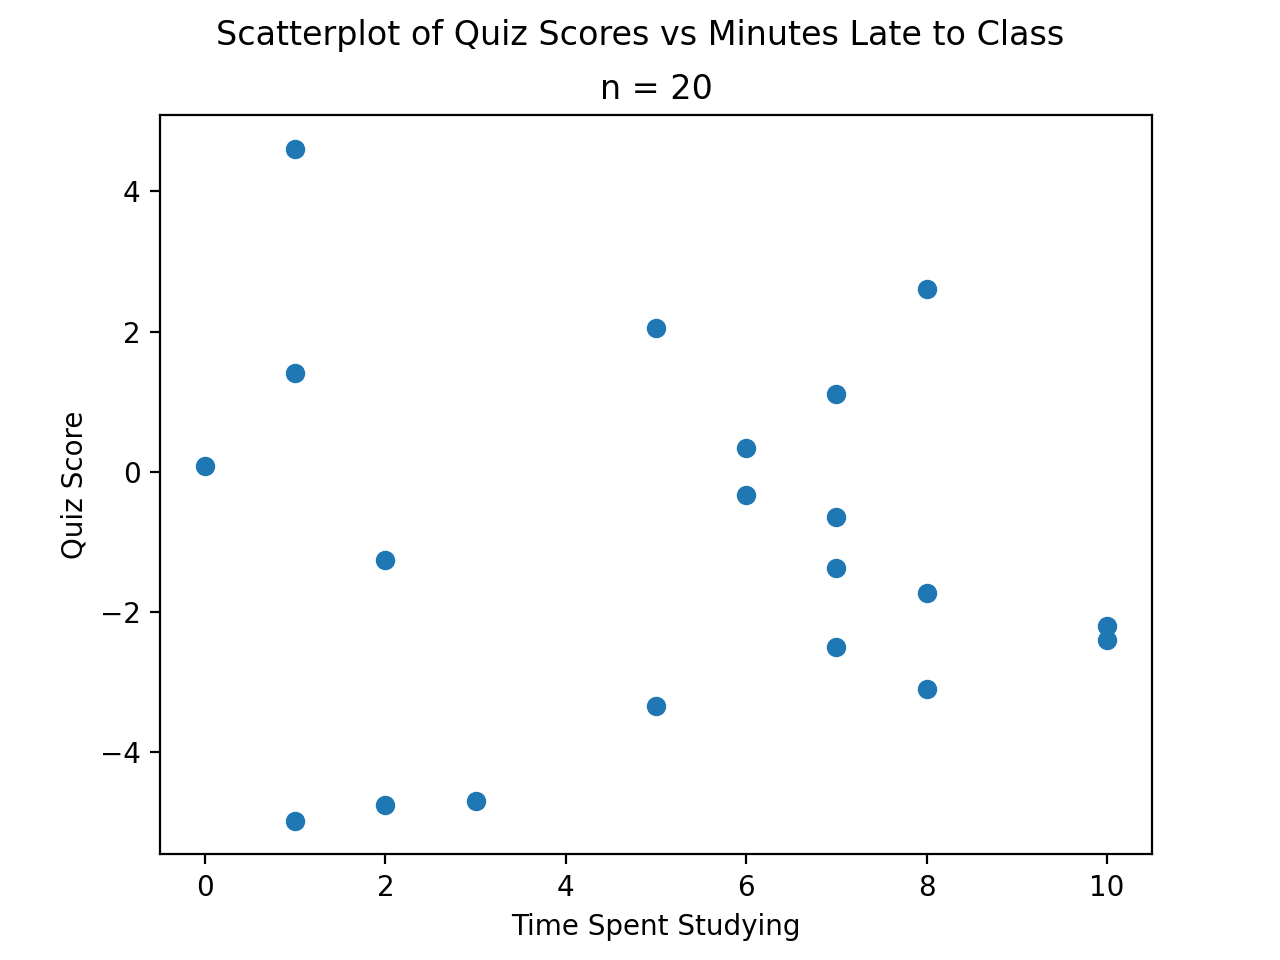 Scatterplot of Quiz Scores vs Minutes Late to Class
n = 20
4
2
0
−2
−4
Quiz Score
0 2 4 6 8 10
Time Spent Studying